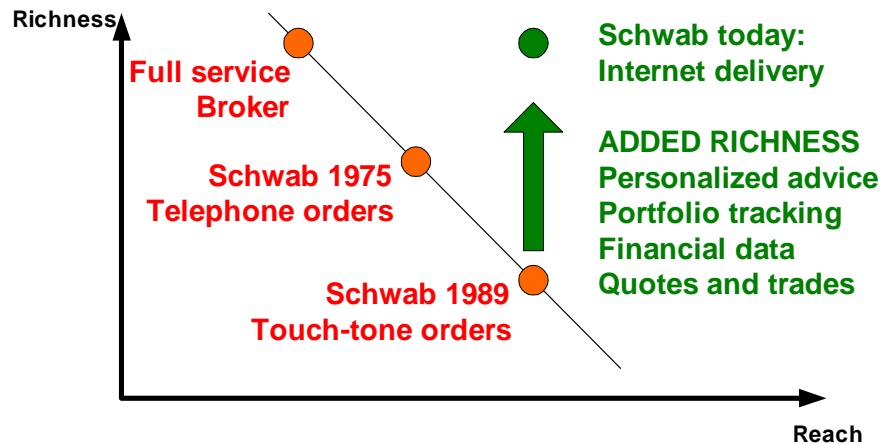 Richness
Full service
Broker
Schwab 1975
Telephone orders
Schwab 1989
Touch-tone orders
Schwab today:
Internet delivery
ADDED RICHNESS
Personalized advice
Portfolio tracking
Financial data
Quotes and trades
Reach